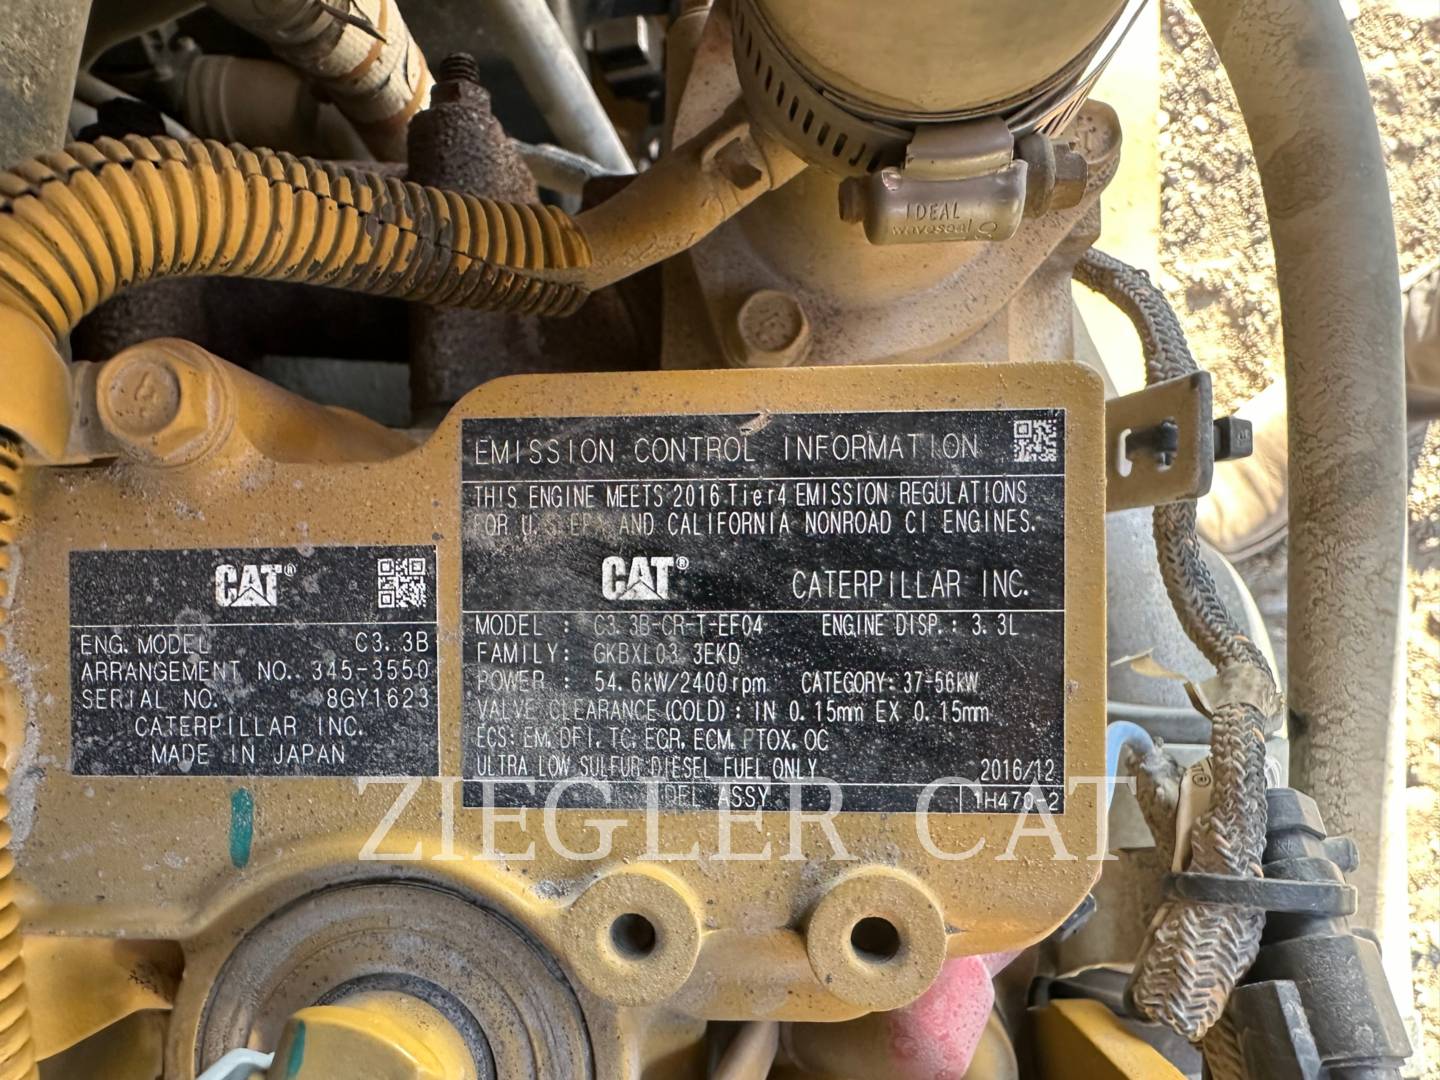 IDEAL
EMISSION CONTROL INFORMATION
THIS ENGINE MEETS 2016 Tier4 EMISSION REGULATIONS
FOR U.S. EPA AND CALIFORNIA NONROAD CI ENGINES.
CAT®
CATERPILLAR INC.
MODEL : C3.3B-CR-T-EF04 ENGINE DISP.: 3.3L
FAMILY: GKBXL03.3EKD
POWER : 54.6kW/2400rpm CATEGORY: 37-56kW
VALVE CLEARANCE(COLD): IN 0.15mm EX 0.15mm
ECS: EM, DFI, TC, EGR, ECM, PTOX, OC
ULTRA LOW SULFUR DIESEL FUEL ONLY 2016/12
ASSY 1H470-2
CAT®
ENG. MODEL C3.3B
ARRANGEMENT NO. 345-3550
SERIAL NO. 8GY1623
CATERPILLAR INC.
MADE IN JAPAN
ZIEGLER CAT